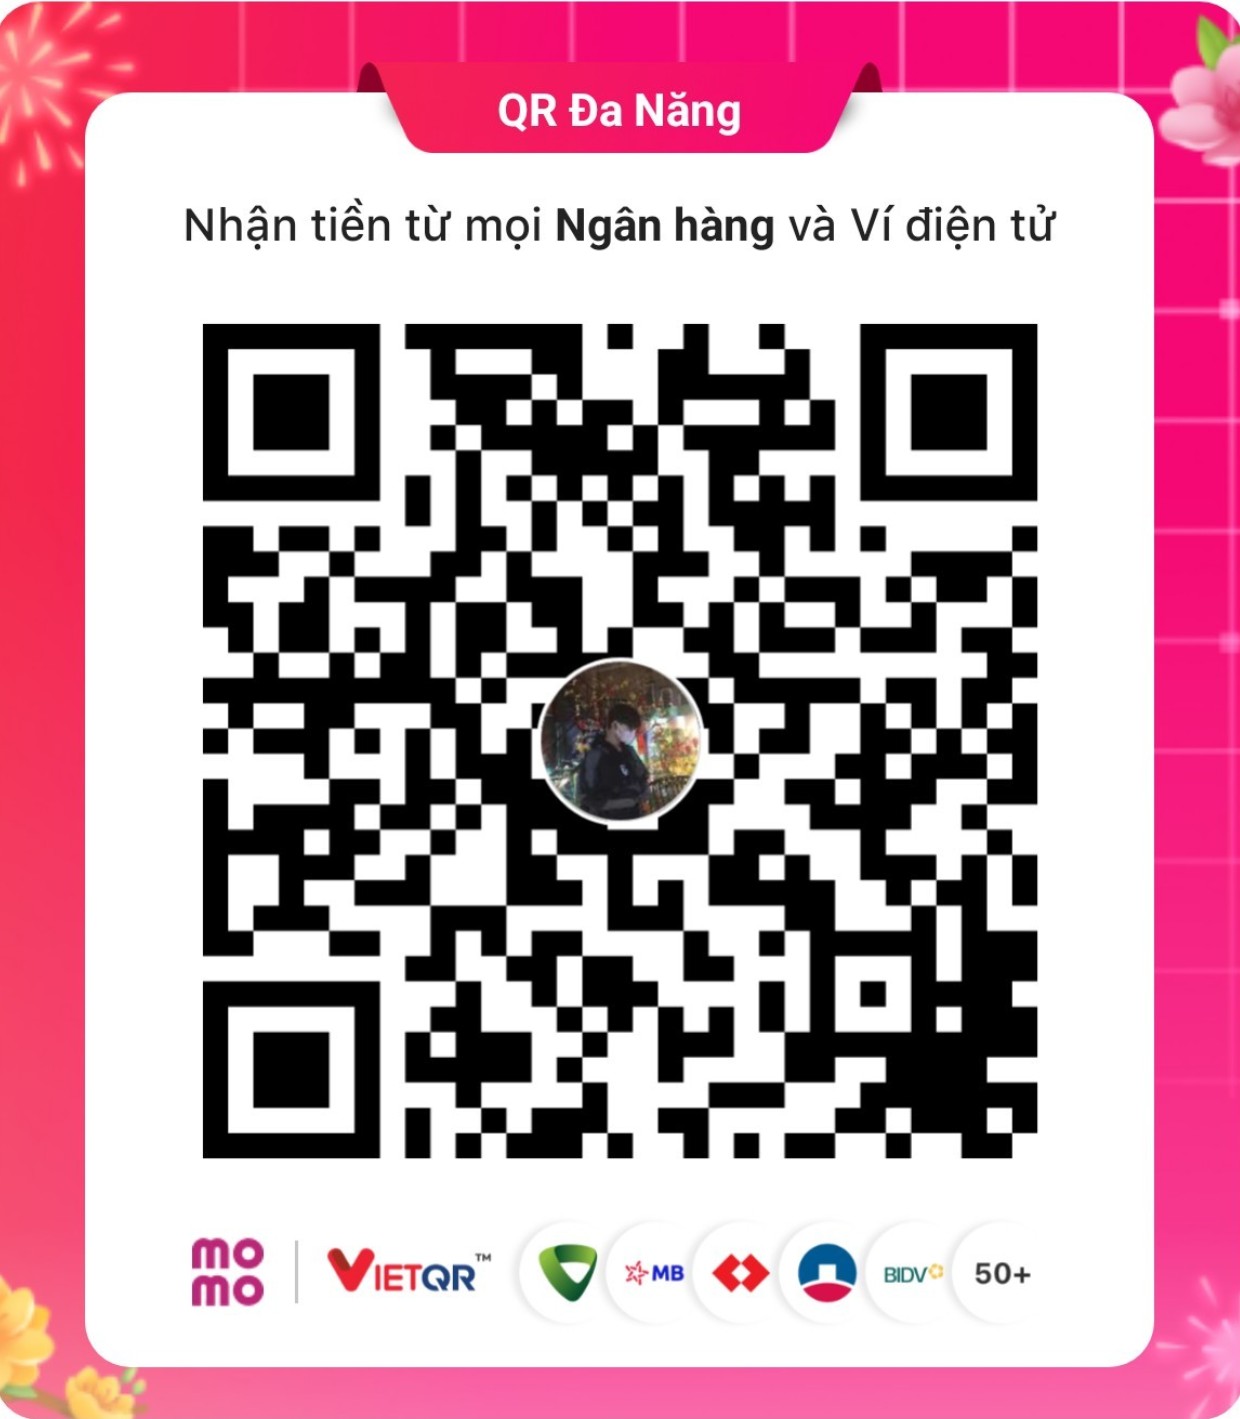 QR Đa Năng
Nhận tiền từ mọi Ngân hàng và Ví điện tử
mo
mo
VIETQR™
MB
BIDV
50+